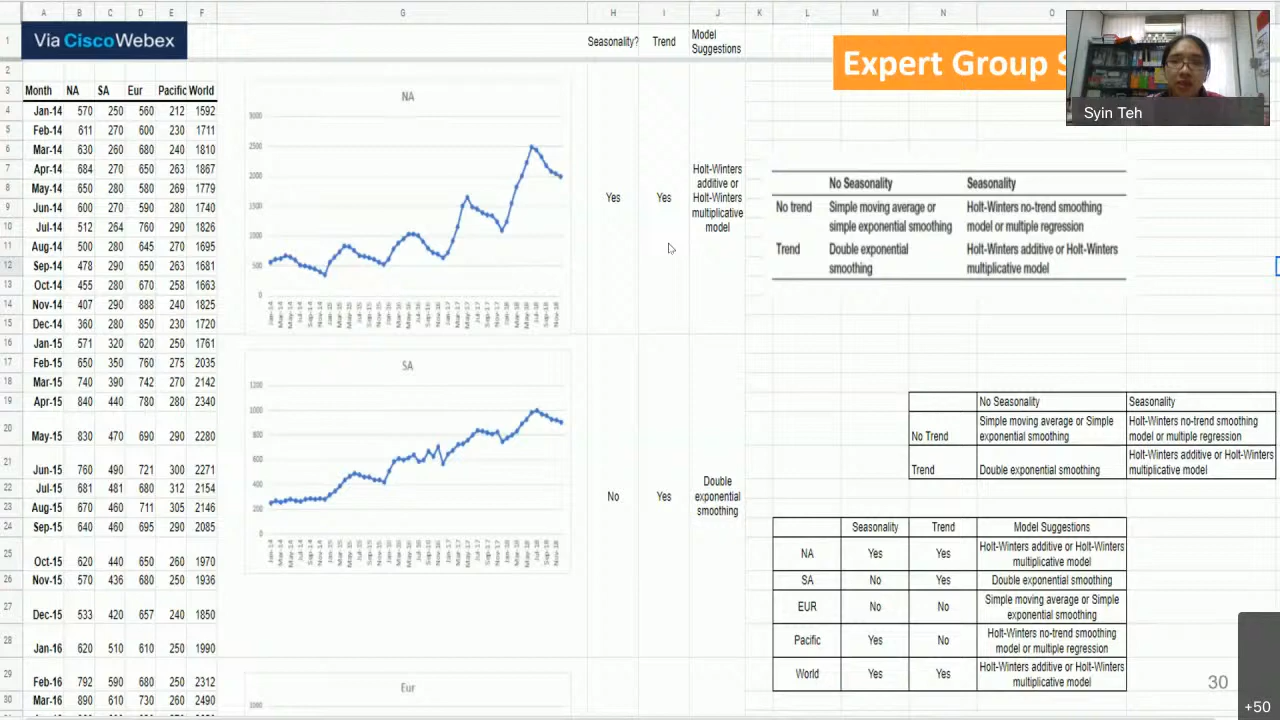 A B C D E F G H I J K L M N O
Via Cisco Webex
Seasonality? Trend Model
Suggestions
Expert Group S
Syin Teh
Month NA SA Eur Pacific World
Jan-14 570 250 560 212 1592
Feb-14 611 270 600 230 1711
Mar-14 630 260 680 240 1810
Apr-14 684 270 650 263 1867
May-14 650 280 580 269 1779
Jun-14 600 270 590 280 1740
Jul-14 512 264 760 290 1826
Aug-14 500 280 645 270 1695
Sep-14 478 290 650 263 1681
Oct-14 455 280 670 258 1663
Nov-14 407 290 888 240 1825
Dec-14 360 280 850 230 1720
Jan-15 571 320 620 250 1761
Feb-15 650 350 760 275 2035
Mar-15 740 390 742 270 2142
Apr-15 840 440 780 280 2340
May-15 830 470 690 290 2280
Jun-15 760 490 721 300 2271
Jul-15 681 481 680 312 2154
Aug-15 670 460 711 305 2146
Sep-15 640 460 695 290 2085
Oct-15 620 440 650 260 1970
Nov-15 570 436 680 250 1936
Dec-15 533 420 657 240 1850
Jan-16 620 510 610 250 1990
Feb-16 792 590 680 250 2312
Mar-16 890 610 730 260 2490
NA
3000
2500
2000
1500
1000
500
0
Yes Yes
Holt-Winters
additive or
Holt-Winters
multiplicative
model
SA
1200
1000
800
600
400
200
0
No Yes
Double
exponential
smoothing
Eur
No Seasonality Seasonality
No trend Simple moving average or Holt-Winters no-trend smoothing
simple exponential smoothing model or multiple regression
Trend Double exponential Holt-Winters additive or Holt-Winters
smoothing multiplicative model
No Seasonality Seasonality
No Trend Simple moving average or Simple Holt-Winters no-trend smoothing
exponential smoothing model or multiple regression
Trend Double exponential smoothing Holt-Winters additive or Holt-Winters
multiplicative model
Seasonality Trend Model Suggestions
NA Yes Yes Holt-Winters additive or Holt-Winters
multiplicative model
SA No Yes Double exponential smoothing
EUR No No Simple moving average or Simple
exponential smoothing
Pacific Yes No Holt-Winters no-trend smoothing
model or multiple regression
World Yes Yes Holt-Winters additive or Holt-Winters
multiplicative model
30
+50